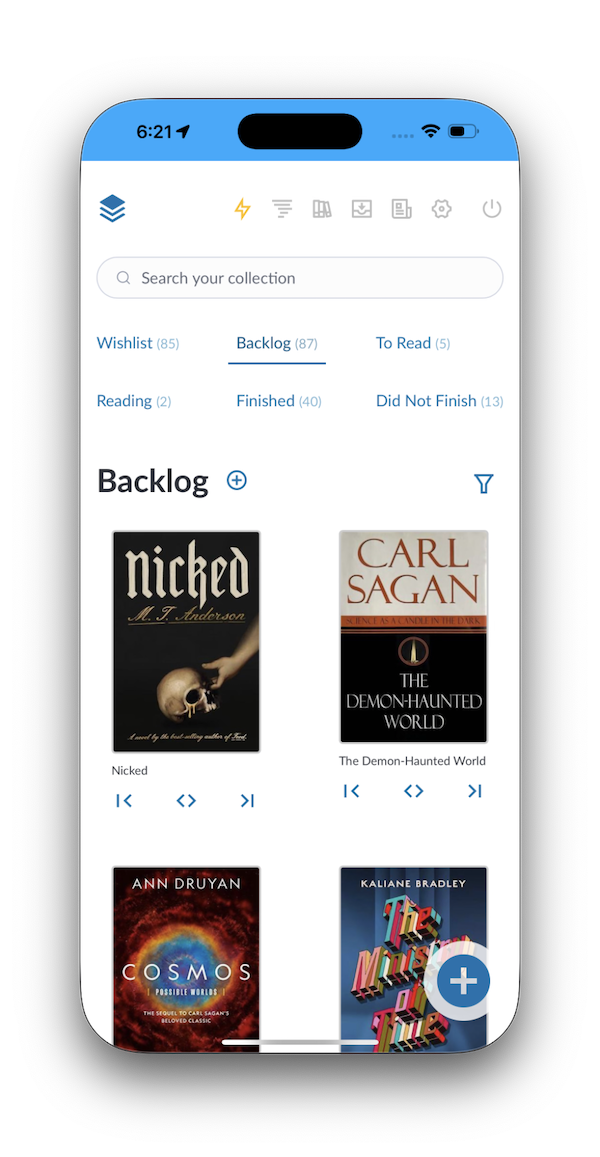 6:21
Search your collection
Wishlist (85) Backlog (87) To Read (5)
Reading (2) Finished (40) Did Not Finish (13)
Backlog
Nicked
M. T. Anderson
A novel by the best-selling author of Feed
Nicked
CARL
SAGAN
SCIENCE AS A CANDLE IN THE DARK
THE
DEMON-HAUNTED
WORLD
The Demon-Haunted World
ANN DRUYAN
COSMOS
POSSIBLE WORLDS
THE SEQUEL TO CARL SAGAN'S
BELOVED CLASSIC
KALIANE BRADLEY
The
Ministry
of
Time